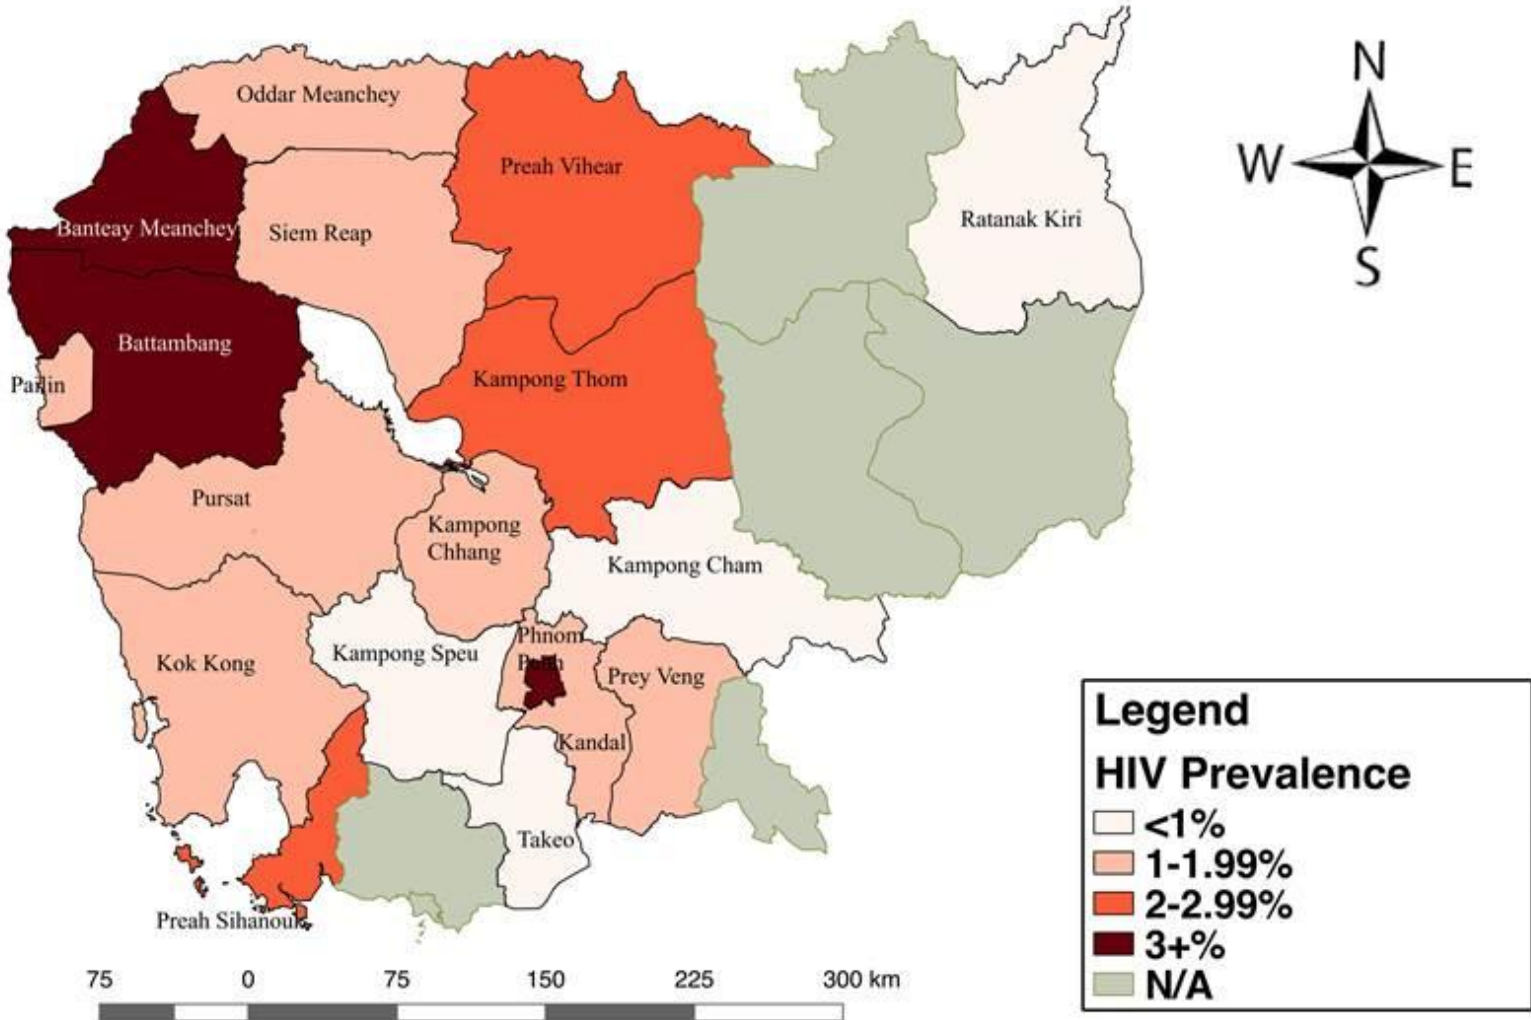 N
W E
S
Oddar Meanchey
Preah Vihear
Ratanak Kiri
Banteay Meanchey
Siem Reap
Battambang
Pailin
Kampong Thom
Pursat
Kampong
Chhang
Kampong Cham
Kok Kong
Kampong Speu
Phnom
Penh
Prey Veng
Kandal
Takeo
Preah Sihanouk
Legend
HIV Prevalence
<1%
1-1.99%
2-2.99%
3+%
N/A
75 0 75 150 225 300 km